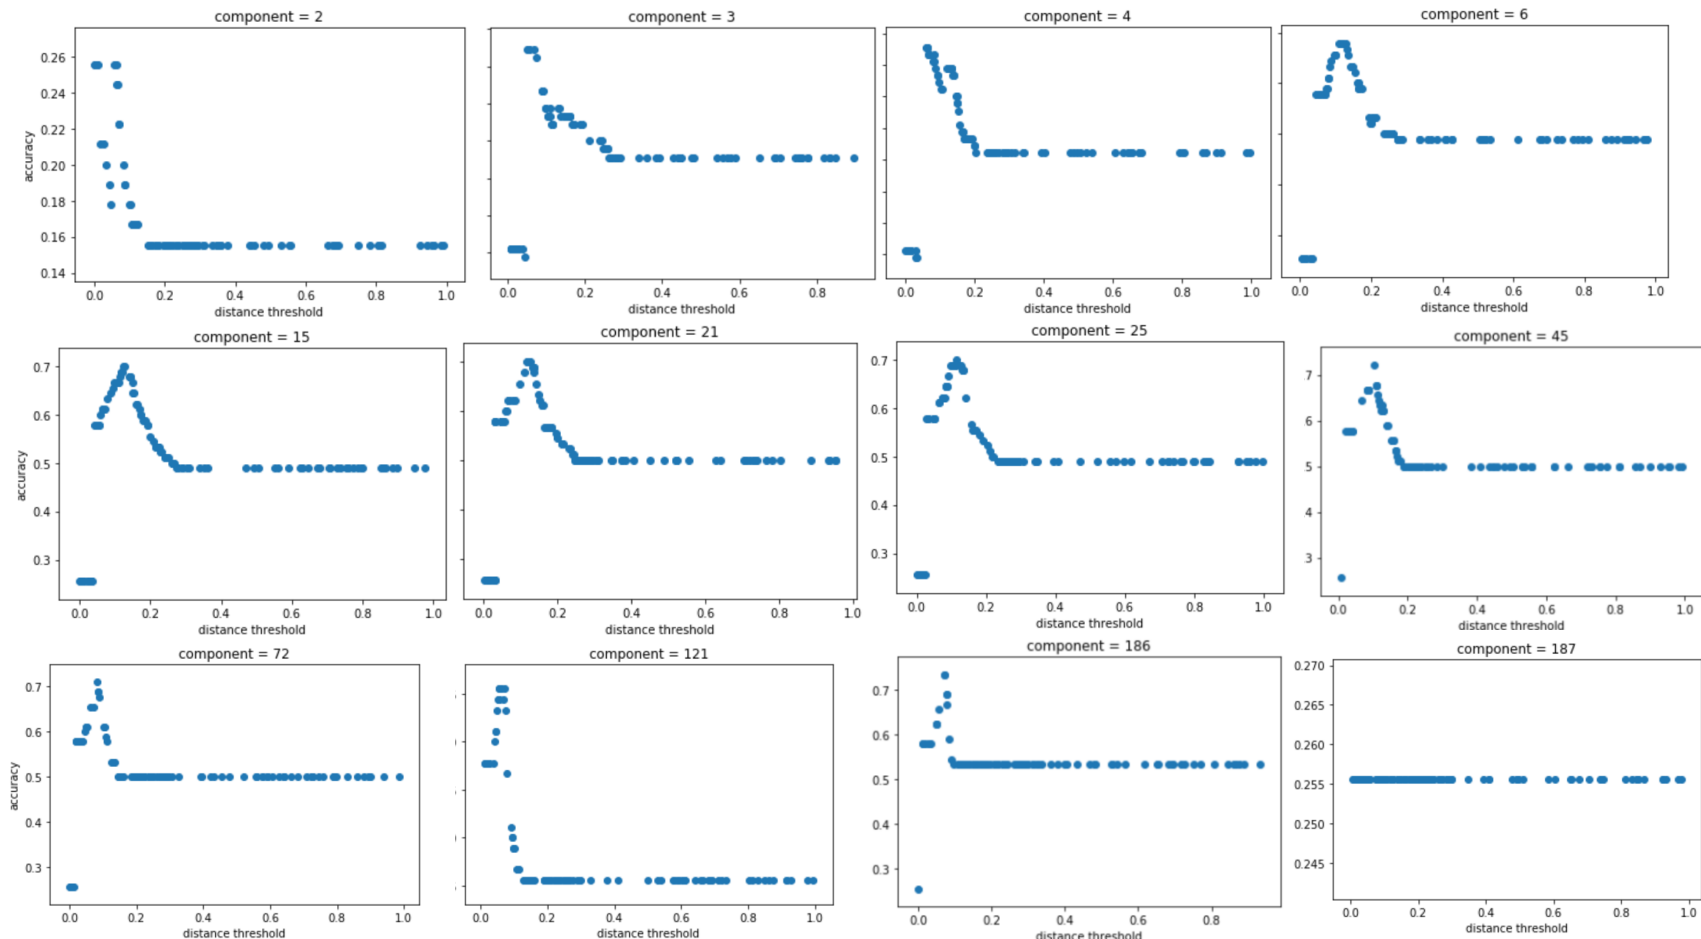 component = 2
accuracy
0.26
0.24
0.22
0.20
0.18
0.16
0.14
0.0 0.2 0.4 0.6 0.8 1.0
distance threshold
component = 3
0.0 0.2 0.4 0.6 0.8
distance threshold
component = 4
0.0 0.2 0.4 0.6 0.8 1.0
distance threshold
component = 6
0.0 0.2 0.4 0.6 0.8 1.0
distance threshold
component = 15
accuracy
0.7
0.6
0.5
0.4
0.3
0.0 0.2 0.4 0.6 0.8 1.0
distance threshold
component = 21
0.0 0.2 0.4 0.6 0.8 1.0
distance threshold
component = 25
0.7
0.6
0.5
0.4
0.3
0.0 0.2 0.4 0.6 0.8 1.0
distance threshold
component = 45
7
6
5
4
3
0.0 0.2 0.4 0.6 0.8 1.0
distance threshold
component = 72
accuracy
0.7
0.6
0.5
0.4
0.3
0.0 0.2 0.4 0.6 0.8 1.0
distance threshold
component = 121
0.0 0.2 0.4 0.6 0.8 1.0
distance threshold
component = 186
0.7
0.6
0.5
0.4
0.3
0.0 0.2 0.4 0.6 0.8
distance threshold
component = 187
0.270
0.265
0.260
0.255
0.250
0.245
0.0 0.2 0.4 0.6 0.8 1.0
distance threshold